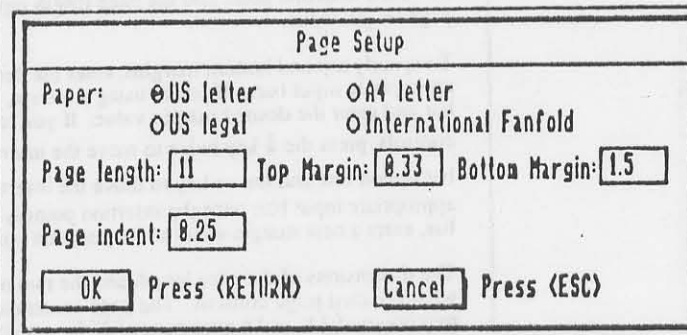 Page Setup
Paper: US letter A4 letter
US legal International Fanfold
Page length: 11 Top Margin: 0.33 Bottom Margin: 1.5
Page indent: 0.25
OK Press <RETURN> Cancel Press <ESC>